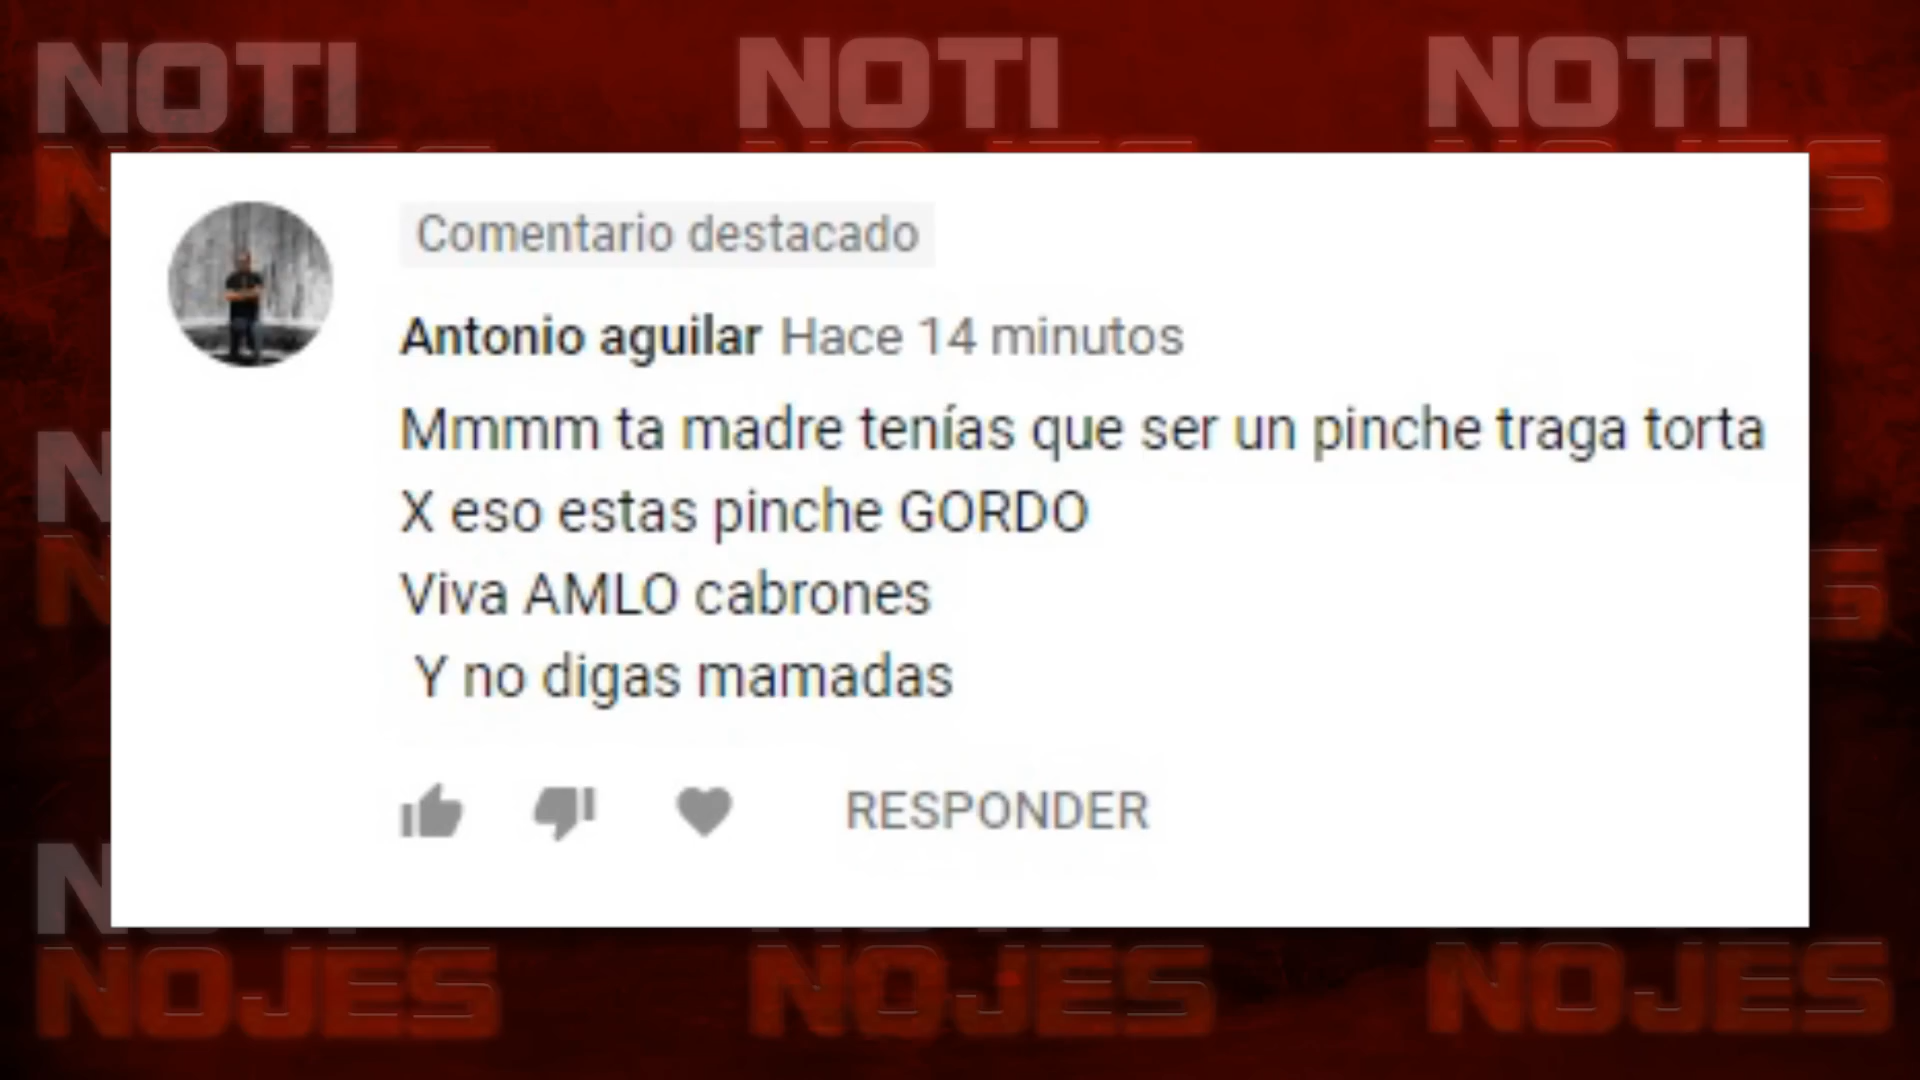 NOTI NOTI NOTI
Comentario destacado
Antonio aguilar Hace 14 minutos
Mmmm ta madre tenías que ser un pinche traga torta
X eso estas pinche GORDO
Viva AMLO cabrones
Y no digas mamadas
RESPONDER
NOJES NOJES NOJES